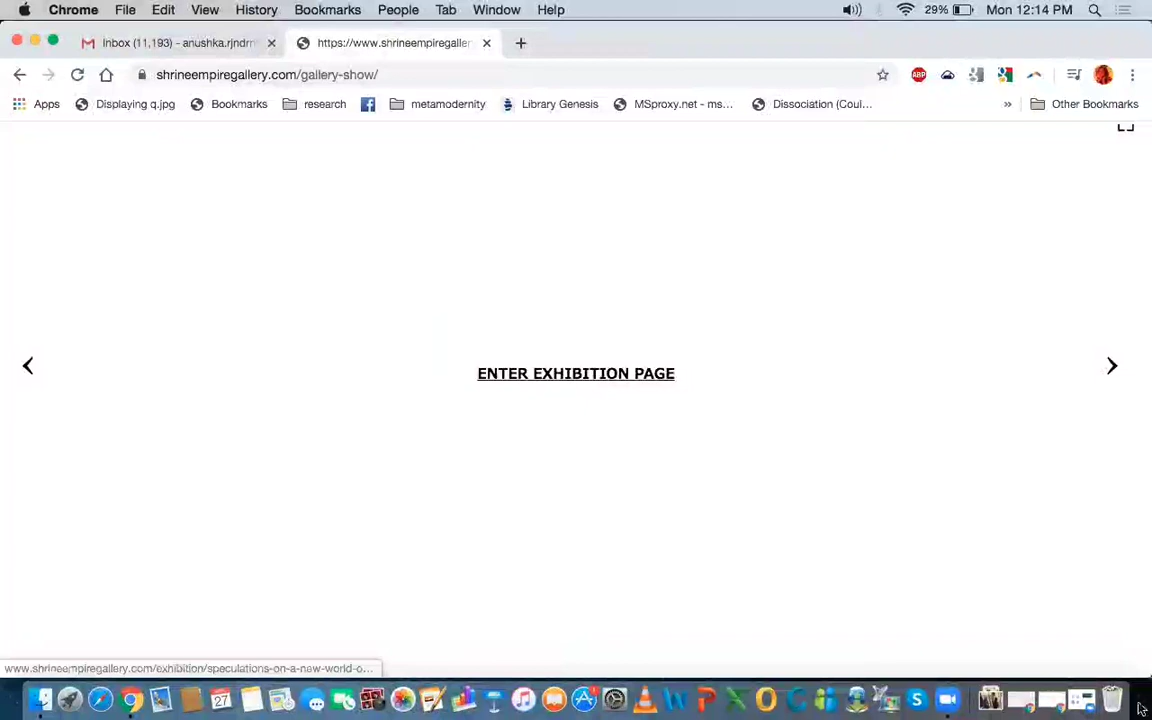 Chrome File Edit View History Bookmarks People Tab Window Help 29% Mon 12:14 PM
Inbox (11,193) - anushka.rjndrn https://www.shrineempiregaller
shrineempiregallery.com/gallery-show/ ABP
Apps Displaying q.jpg Bookmarks research metamodernity Library Genesis MSproxy.net - ms... Dissociation (Coul... » Other Bookmarks
ENTER EXHIBITION PAGE
www.shrineempiregallery.com/exhibition/speculations-on-a-new-world-o...
27